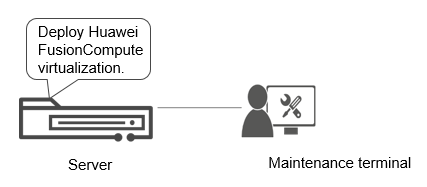 Deploy Huawei
FusionCompute
virtualization.
Server
Maintenance terminal